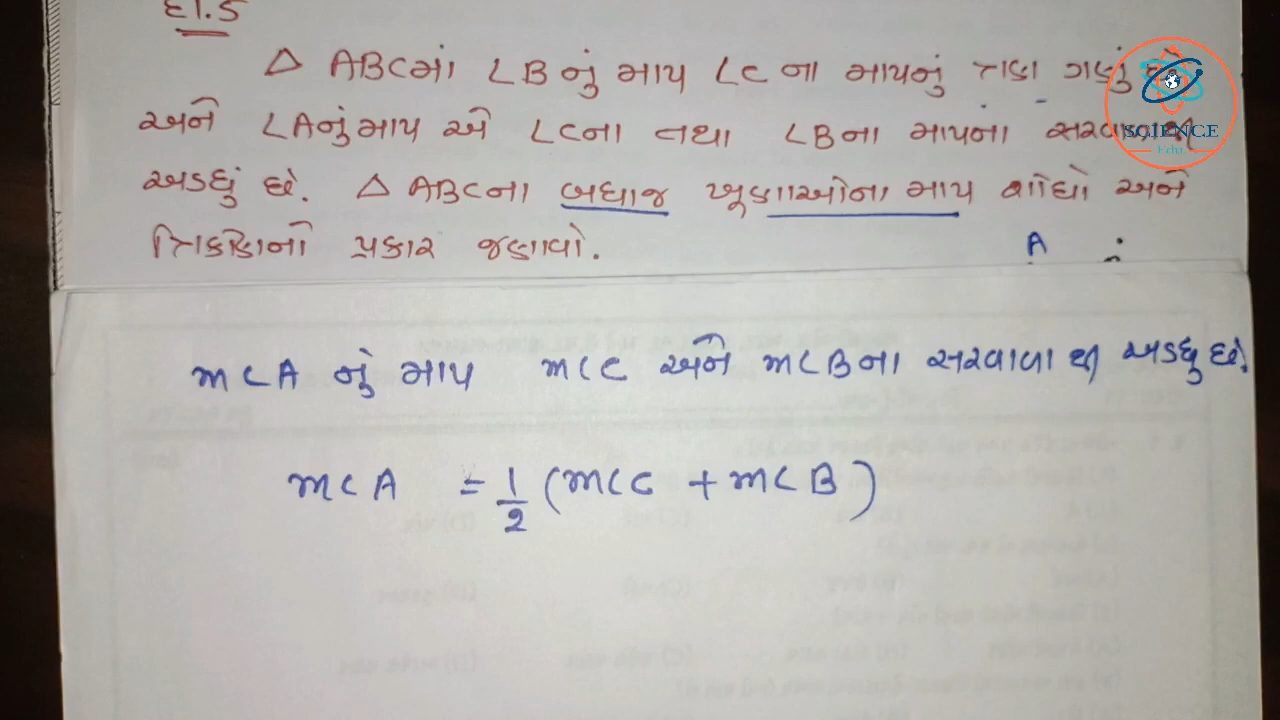 દા.5
△ ABCમાં ∠B નું માપ ∠C ના માપનું ત્રણ ગણું છે
અને ∠Aનું માપ એ ∠Cના તથા ∠Bના માપના સરવાળાથી
અડધું છે. △ ABCના બધાજ ખૂણાઓના માપ શોધો અને
ત્રિકોણનો પ્રકાર જણાવો.
A
m∠A નું માપ m∠C અને m∠Bના સરવાળા થી અડધુ છે.
m∠A = 1/2 (m∠C + m∠B)
SCIENCE
Edu.